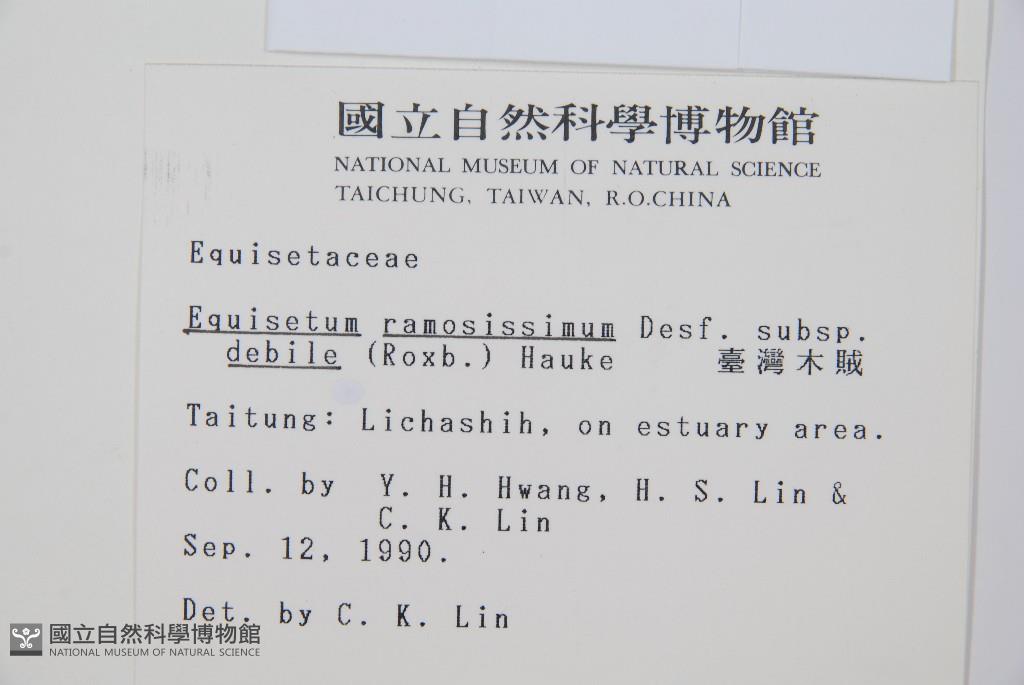 國立自然科學博物館
NATIONAL MUSEUM OF NATURAL SCIENCE
TAICHUNG, TAIWAN, R.O.CHINA
Equisetaceae
Equisetum ramosissimum Desf. subsp.
debile (Roxb.) Hauke 臺灣木賊
Taitung: Lichashih, on estuary area.
Coll. by Y. H. Hwang, H. S. Lin &
C. K. Lin
Sep. 12, 1990.
Det. by C. K. Lin
國立自然科學博物館
NATIONAL MUSEUM OF NATURAL SCIENCE